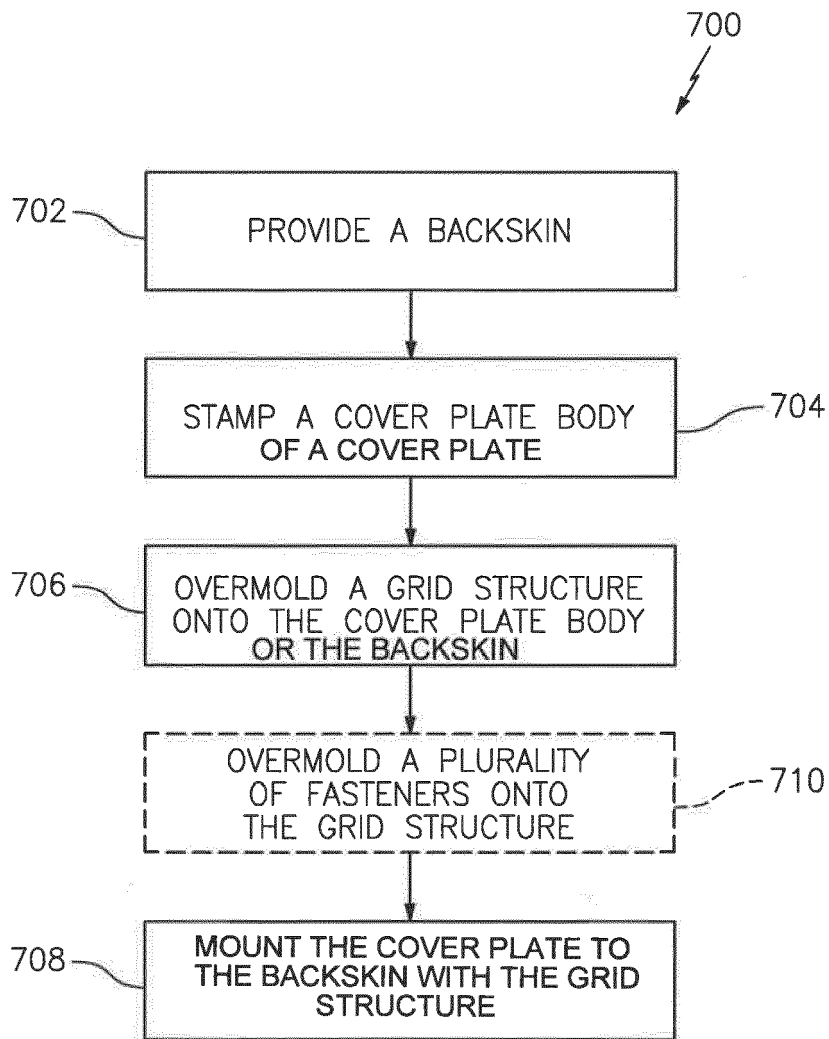 700
702
PROVIDE A BACKSKIN
STAMP A COVER PLATE BODY
OF A COVER PLATE
704
706
OVERMOLD A GRID STRUCTURE
ONTO THE COVER PLATE BODY
OR THE BACKSKIN
OVERMOLD A PLURALITY
OF FASTENERS ONTO
THE GRID STRUCTURE
710
708
MOUNT THE COVER PLATE TO
THE BACKSKIN WITH THE GRID
STRUCTURE